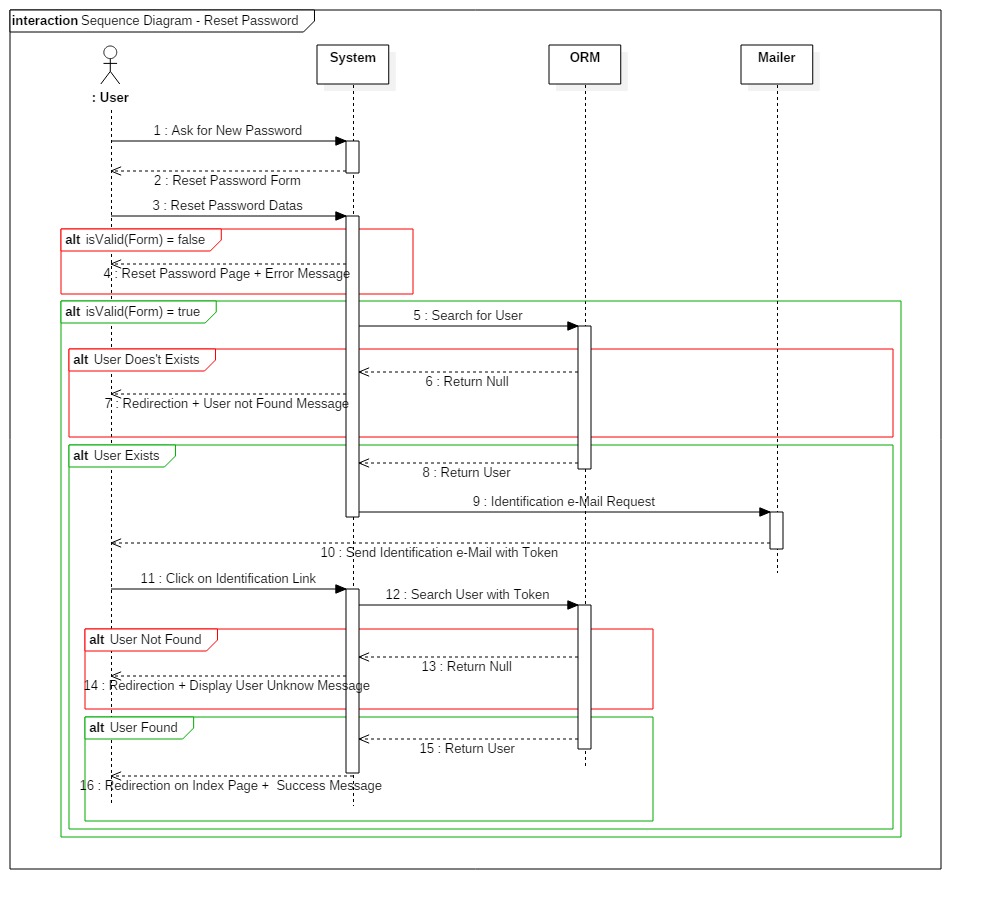 interaction Sequence Diagram - Reset Password
System
ORM
Mailer
: User
1 : Ask for New Password
2 : Reset Password Form
3 : Reset Password Datas
alt isValid(Form) = false
4 : Reset Password Page + Error Message
alt isValid(Form) = true
5 : Search for User
alt User Does't Exists
6 : Return Null
7 : Redirection + User not Found Message
alt User Exists
8 : Return User
9 : Identification e-Mail Request
10 : Send Identification e-Mail with Token
11 : Click on Identification Link
12 : Search User with Token
alt User Not Found
13 : Return Null
14 : Redirection + Display User Unknow Message
alt User Found
15 : Return User
16 : Redirection on Index Page + Success Message